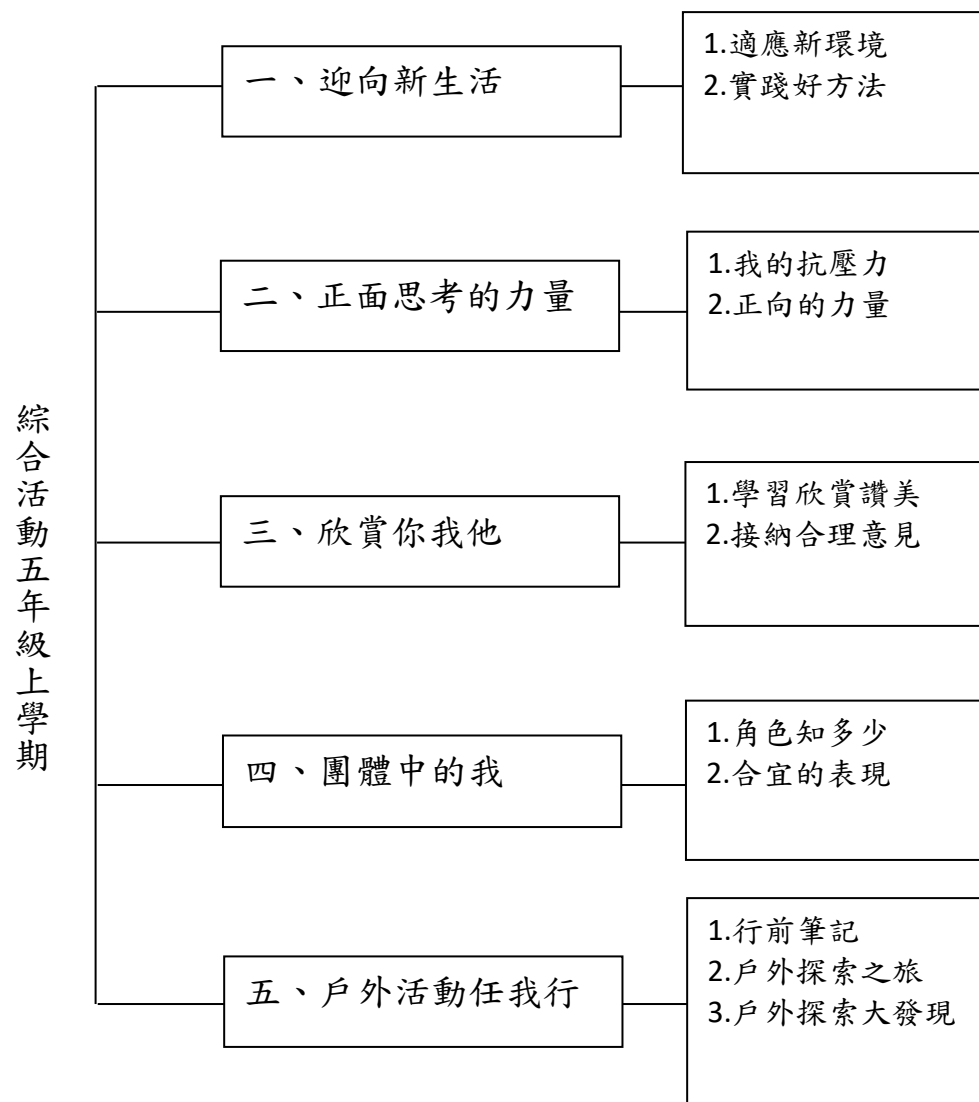 綜合活動五年級上學期
一、迎向新生活
1.適應新環境
2.實踐好方法
二、正面思考的力量
1.我的抗壓力
2.正向的力量
三、欣賞你我他
1.學習欣賞讚美
2.接納合理意見
四、團體中的我
1.角色知多少
2.合宜的表現
五、戶外活動任我行
1.行前筆記
2.戶外探索之旅
3.戶外探索大發現